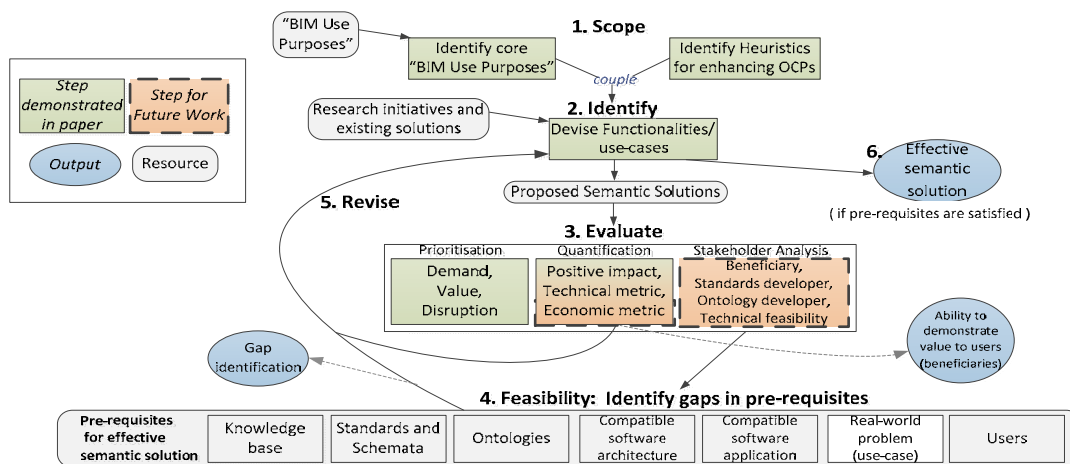 "BIM Use
Purposes"
1. Scope
Identify core
"BIM Use Purposes"
Identify Heuristics
for enhancing OCPs
couple
Step
demonstrated
in paper
Step for
Future Work
Output
Resource
Research initiatives and
existing solutions
2. Identify
Devise Functionalities/
use-cases
Proposed Semantic Solutions
6.
Effective
semantic
solution
( if pre-requisites are satisfied )
5. Revise
3. Evaluate
Prioritisation
Quantification
Stakeholder Analysis
Demand,
Value,
Disruption
Positive impact,
Technical metric,
Economic metric
Beneficiary,
Standards developer,
Ontology developer,
Technical feasibility
Gap
identification
Ability to
demonstrate
value to users
(beneficiaries)
4. Feasibility: Identify gaps in pre-requisites
Pre-requisites
for effective
semantic solution
Knowledge
base
Standards and
Schemata
Ontologies
Compatible
software
architecture
Compatible
software
application
Real-world
problem
(use-case)
Users